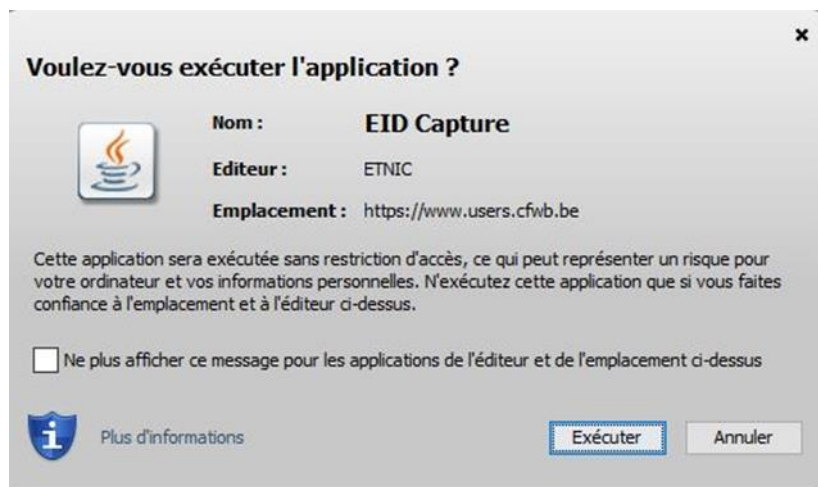 Voulez-vous exécuter l'application ?
Nom : EID Capture
Editeur : ETNIC
Emplacement : https://www.users.cfwb.be
Cette application sera exécutée sans restriction d'accès, ce qui peut représenter un risque pour
votre ordinateur et vos informations personnelles. N'exécutez cette application que si vous faites
confiance à l'emplacement et à l'éditeur ci-dessus.
Ne plus afficher ce message pour les applications de l'éditeur et de l'emplacement ci-dessus
Plus d'informations Exécuter Annuler